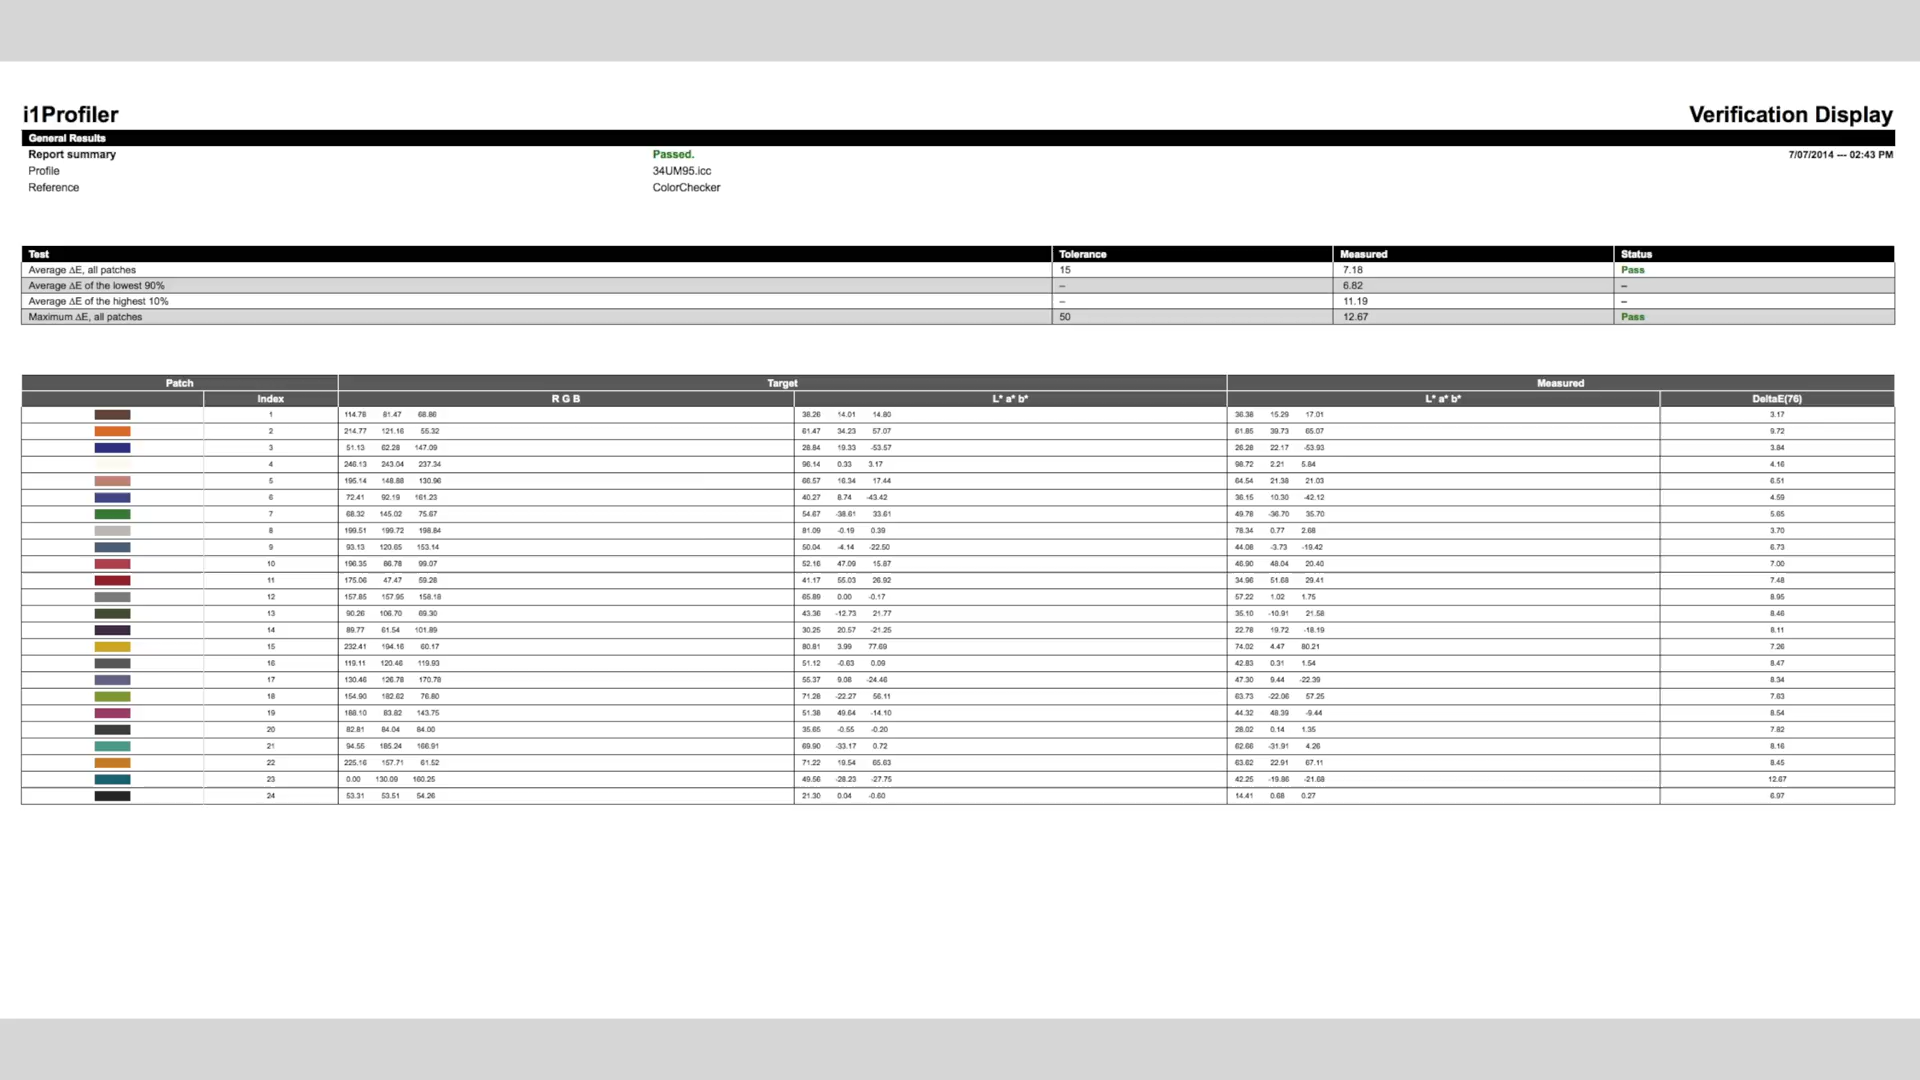 i1Profiler Verification Display
General Results
Report summary Passed. 7/07/2014 --- 02:43 PM
Profile 34UM95.icc
Reference ColorChecker
Test Tolerance Measured Status
Average ΔE, all patches 15 7.18 Pass
Average ΔE of the lowest 90% – 6.82 –
Average ΔE of the highest 10% – 11.19 –
Maximum ΔE, all patches 50 12.67 Pass
Patch Target Measured
Index R G B L* a* b* L* a* b* DeltaE(76)
1 114.78 81.47 68.86 38.26 14.01 14.80 36.38 15.29 17.01 3.17
2 214.77 121.16 55.32 61.47 34.23 57.07 61.85 39.73 65.07 9.72
3 51.13 62.28 147.09 28.84 19.33 -53.57 26.28 22.17 -53.93 3.84
4 246.13 243.04 237.34 96.14 0.33 3.17 98.72 2.21 5.84 4.16
5 195.14 148.88 130.96 66.57 16.34 17.44 64.54 21.38 21.03 6.51
6 72.41 92.19 161.23 40.27 8.74 -43.42 36.15 10.30 -42.12 4.59
7 68.32 145.02 75.67 54.67 -38.61 33.61 49.78 -36.70 35.70 5.65
8 199.51 199.72 198.84 81.09 -0.19 0.39 78.34 0.77 2.68 3.70
9 93.13 120.65 153.14 50.04 -4.14 -22.50 44.08 -3.73 -19.42 6.73
10 196.35 86.78 99.07 52.16 47.09 15.87 46.90 48.04 20.40 7.00
11 175.06 47.47 59.28 41.17 55.03 26.92 34.96 51.68 29.41 7.48
12 157.85 157.95 158.18 65.89 0.00 -0.17 57.22 1.02 1.75 8.95
13 90.26 106.70 69.30 43.36 -12.73 21.77 35.10 -10.91 21.58 8.46
14 89.77 61.54 101.89 30.25 20.57 -21.25 22.78 19.72 -18.19 8.11
15 232.41 194.16 60.17 80.81 3.99 77.69 74.02 4.47 80.21 7.26
16 119.11 120.46 119.93 51.12 -0.63 0.09 42.83 0.31 1.54 8.47
17 130.46 126.78 170.78 55.37 9.08 -24.46 47.30 9.44 -22.39 8.34
18 154.90 182.62 76.80 71.28 -22.27 56.11 63.73 -22.06 57.25 7.63
19 188.10 83.82 143.75 51.38 49.64 -14.10 44.32 48.39 -9.44 8.54
20 82.81 84.04 84.00 35.65 -0.55 -0.20 28.02 0.14 1.35 7.82
21 94.55 185.24 166.91 69.90 -33.17 0.72 62.66 -31.91 4.26 8.16
22 225.16 157.71 61.52 71.22 19.54 65.63 63.62 22.91 67.11 8.45
23 0.00 130.09 160.25 49.56 -28.23 -27.75 42.25 -19.86 -21.68 12.67
24 53.31 53.51 54.26 21.30 0.04 -0.60 14.41 0.68 0.27 6.97